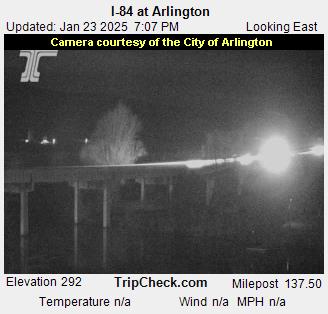 I-84 at Arlington
Updated: Jan 23 2025 7:07 PM Looking East
Camera courtesy of the City of Arlington
Elevation 292 TripCheck.com Milepost 137.50
Temperature n/a Wind n/a MPH n/a